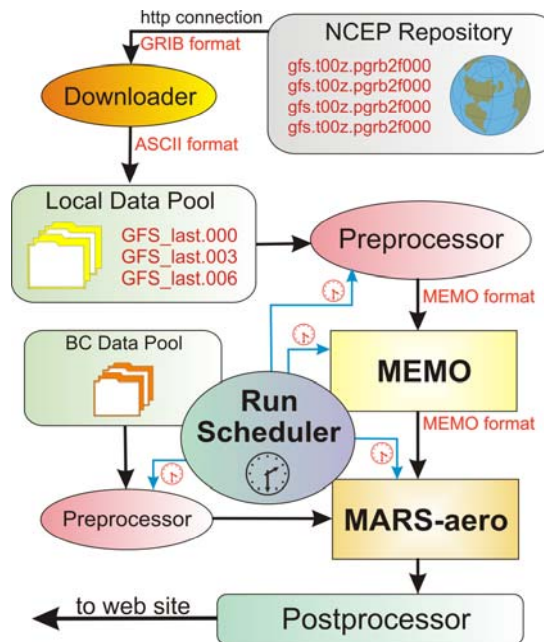 http connection
GRIB format
NCEP Repository
gfs.t00z.pgrb2f000
gfs.t00z.pgrb2f000
gfs.t00z.pgrb2f000
gfs.t00z.pgrb2f000
Downloader
ASCII format
Local Data Pool
GFS_last.000
GFS_last.003
GFS_last.006
Preprocessor
MEMO format
BC Data Pool
MEMO
Run
Scheduler
MEMO format
Preprocessor
MARS-aero
to web site
Postprocessor